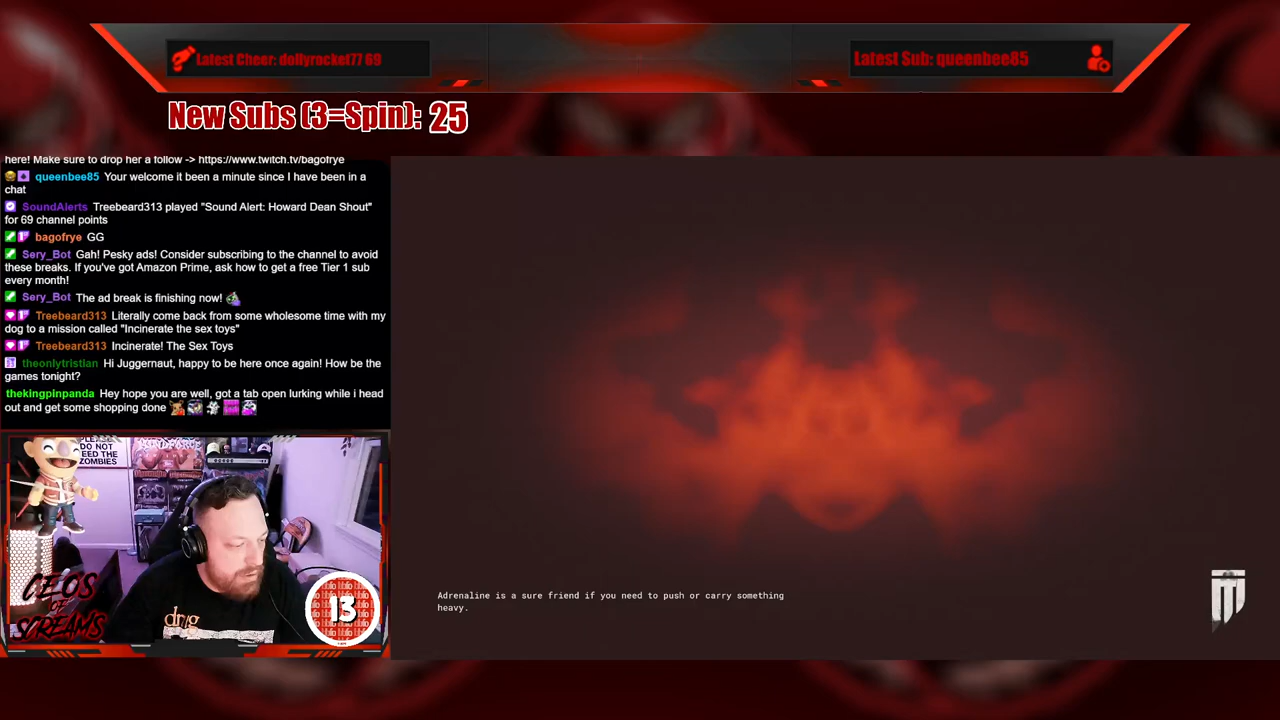 Latest Cheer: dollyrocket77 69
Latest Sub: queenbee85
New Subs (3=Spin): 25
here! Make sure to drop her a follow -> https://www.twitch.tv/bagofrye
queenbee85 Your welcome it been a minute since I have been in a
chat
SoundAlerts Treebeard313 played "Sound Alert: Howard Dean Shout"
for 69 channel points
bagofrye GG
Sery_Bot Gah! Pesky ads! Consider subscribing to the channel to avoid
these breaks. If you've got Amazon Prime, ask how to get a free Tier 1 sub
every month!
Sery_Bot The ad break is finishing now!
Treebeard313 Literally come back from some wholesome time with my
dog to a mission called "Incinerate the sex toys"
Treebeard313 Incinerate! The Sex Toys
theonlytristian Hi Juggernaut, happy to be here once again! How be the
games tonight?
thekingpinpanda Hey hope you are well, got a tab open lurking while i head
out and get some shopping done
DO NOT
FEED THE
ZOMBIES
CEOS
OF
SCREAMS
13
Adrenaline is a sure friend if you need to push or carry something
heavy.